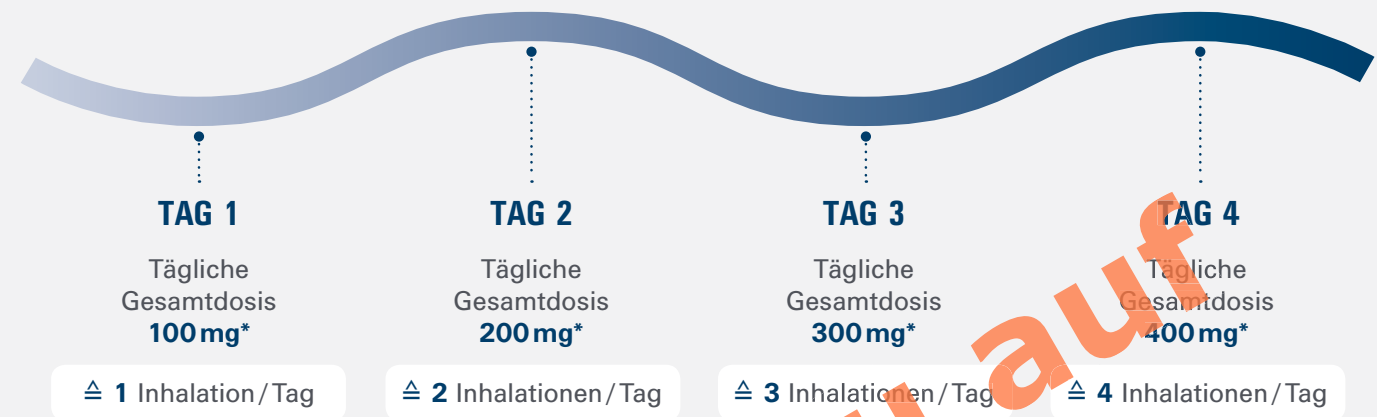 TAG 1
Tägliche
Gesamtdosis
100 mg*
≙ 1 Inhalation / Tag
TAG 2
Tägliche
Gesamtdosis
200 mg*
≙ 2 Inhalationen / Tag
TAG 3
Tägliche
Gesamtdosis
300 mg*
≙ 3 Inhalationen / Tag
TAG 4
Tägliche
Gesamtdosis
400 mg*
≙ 4 Inhalationen / Tag
auf